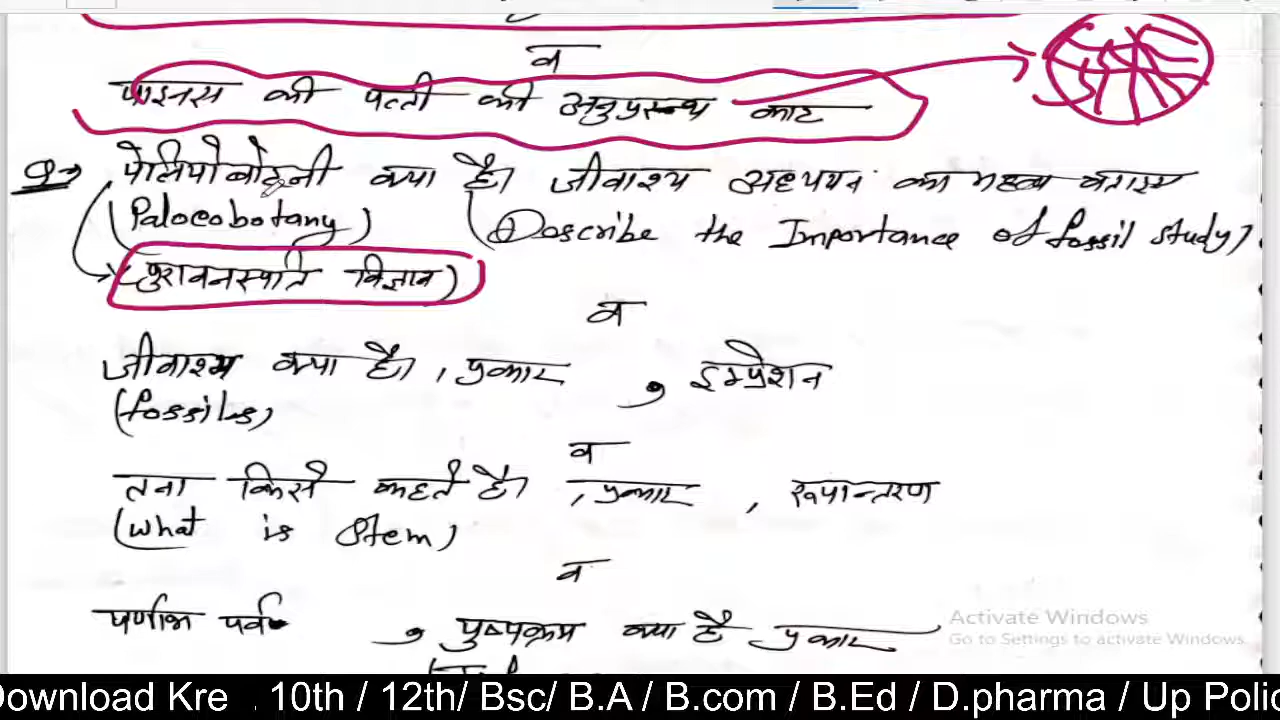 व
पाइनस की पत्ती की अनुप्रस्थ काट
Q→ पेलियोबोटनी क्या है। जीवाश्म अध्ययन का महत्व बताइए
(Paloeobotany) (Describe the Importance of fossil study)
(पुरावनस्पति विज्ञान)
व
जीवाश्म क्या है। , प्रकार , इम्प्रेशन
(fossils)
व
तना किसे कहते है। , प्रकार , रूपान्तरण
(What is Stem)
व
पर्णाभ पर्व , पुष्पक्रम क्या है प्रकार
Activate Windows
Go to Settings to activate Windows.
Download Kre . 10th / 12th/ Bsc/ B.A / B.com / B.Ed / D.pharma / Up Polic